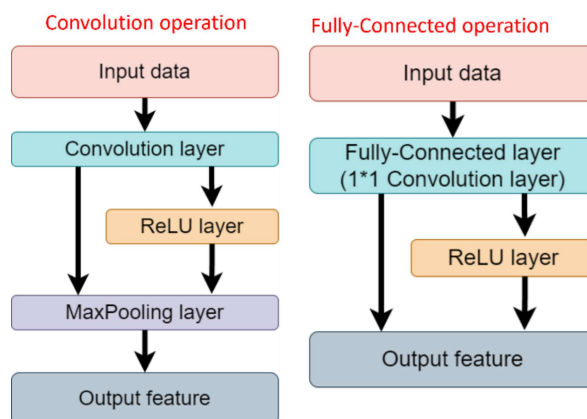 Convolution operation
Input data
Convolution layer
ReLU layer
MaxPooling layer
Output feature
Fully-Connected operation
Input data
Fully-Connected layer
(1*1 Convolution layer)
ReLU layer
Output feature